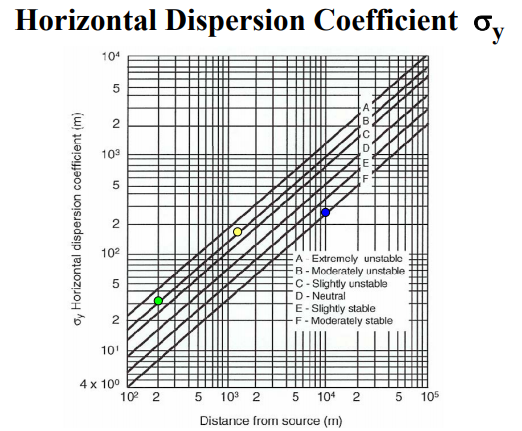 Horizontal Dispersion Coefficient σy
10⁴
5
2
10³
5
2
10²
5
2
10¹
4 x 10⁰
σy Horizontal dispersion coefficient (m)
A
B
C
D
E
F
A - Extremely unstable
B - Moderately unstable
C - Slightly unstable
D - Neutral
E - Slightly stable
F - Moderately stable
10² 2 5 10³ 2 5 10⁴ 2 5 10⁵
Distance from source (m)